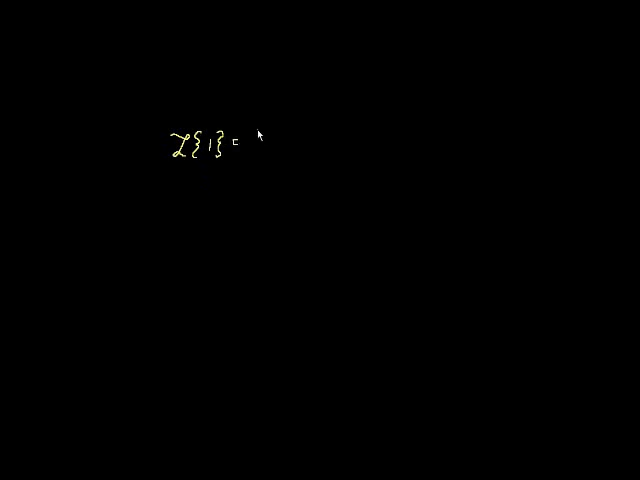 ℒ{1} =